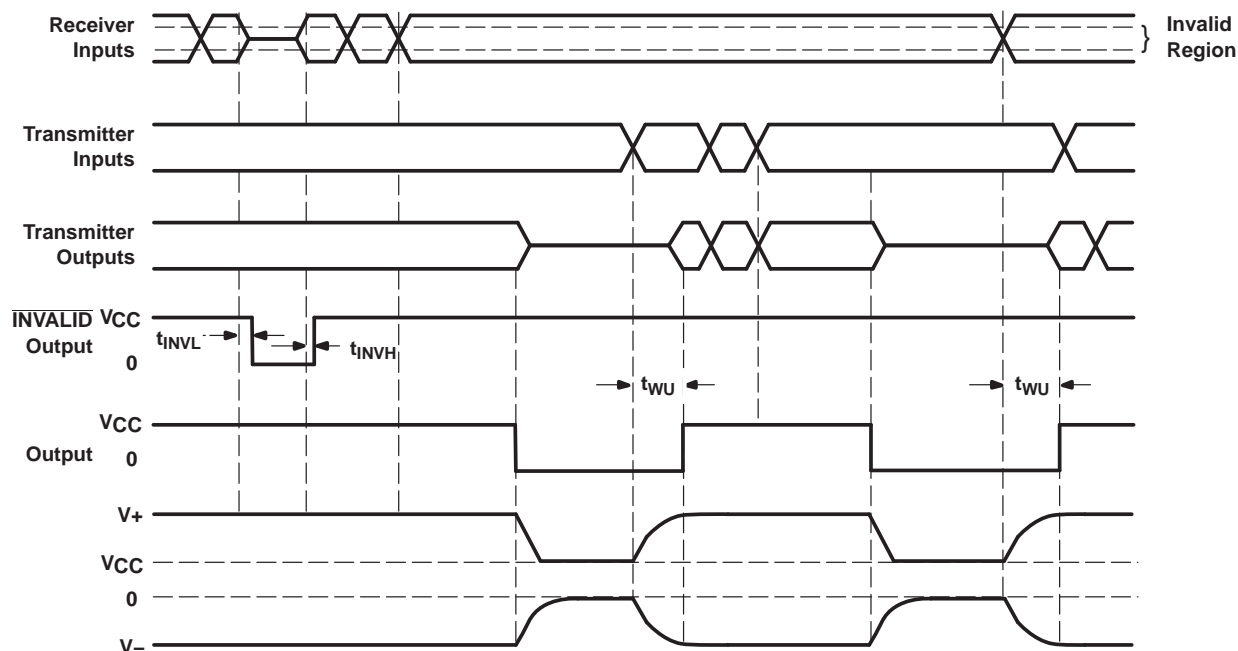 Receiver
Inputs
Invalid
Region
}
Transmitter
Inputs
Transmitter
Outputs
INVALID
Output
VCC
0
tINVL
tINVH
tWU
tWU
Output
VCC
0
V+
VCC
0
V−